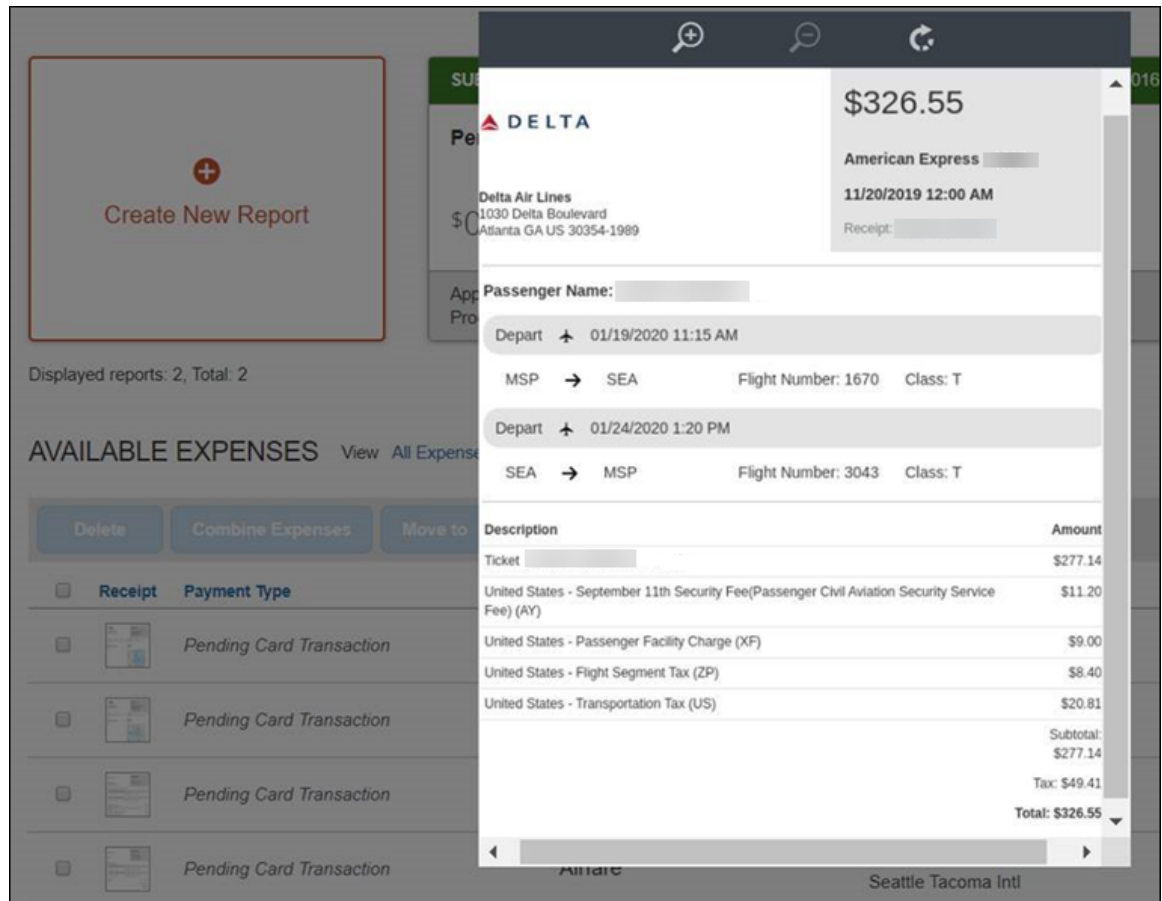 Create New Report
Displayed reports: 2, Total: 2
AVAILABLE EXPENSES View All
Delete Combine Expenses Move to
Receipt Payment Type
Pending Card Transaction
Pending Card Transaction
Pending Card Transaction
Pending Card Transaction
Airfare
Seattle Tacoma Intl
DELTA
$326.55
American Express
11/20/2019 12:00 AM
Receipt:
Delta Air Lines
1030 Delta Boulevard
Atlanta GA US 30354-1989
Passenger Name:
Depart 01/19/2020 11:15 AM
MSP → SEA Flight Number: 1670 Class: T
Depart 01/24/2020 1:20 PM
SEA → MSP Flight Number: 3043 Class: T
Description Amount
Ticket $277.14
United States - September 11th Security Fee(Passenger Civil Aviation Security Service $11.20
Fee) (AY)
United States - Passenger Facility Charge (XF) $9.00
United States - Flight Segment Tax (ZP) $8.40
United States - Transportation Tax (US) $20.81
Subtotal:
$277.14
Tax: $49.41
Total: $326.55